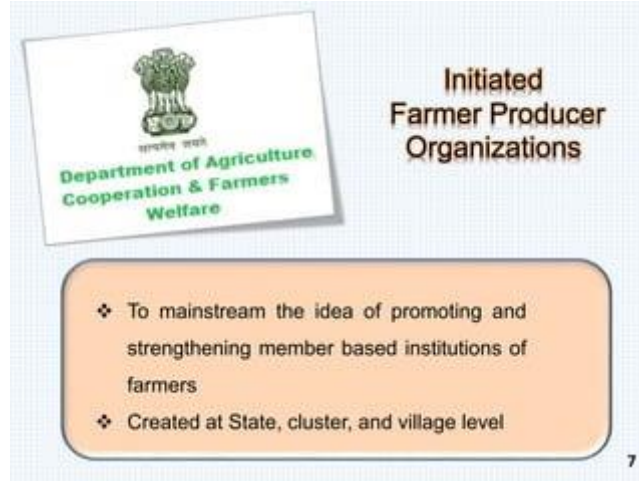 सत्यमेव जयते
Department of Agriculture
Cooperation & Farmers
Welfare
Initiated
Farmer Producer
Organizations
❖ To mainstream the idea of promoting and
strengthening member based institutions of
farmers
❖ Created at State, cluster, and village level
7